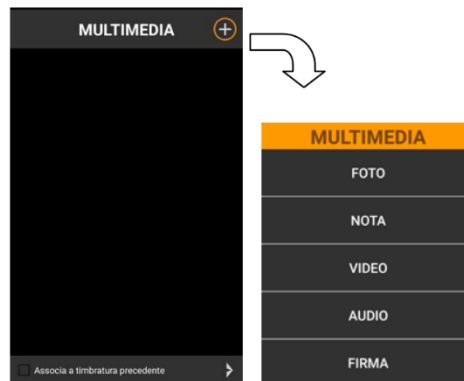 MULTIMEDIA
Associa a timbratura precedente
MULTIMEDIA
FOTO
NOTA
VIDEO
AUDIO
FIRMA